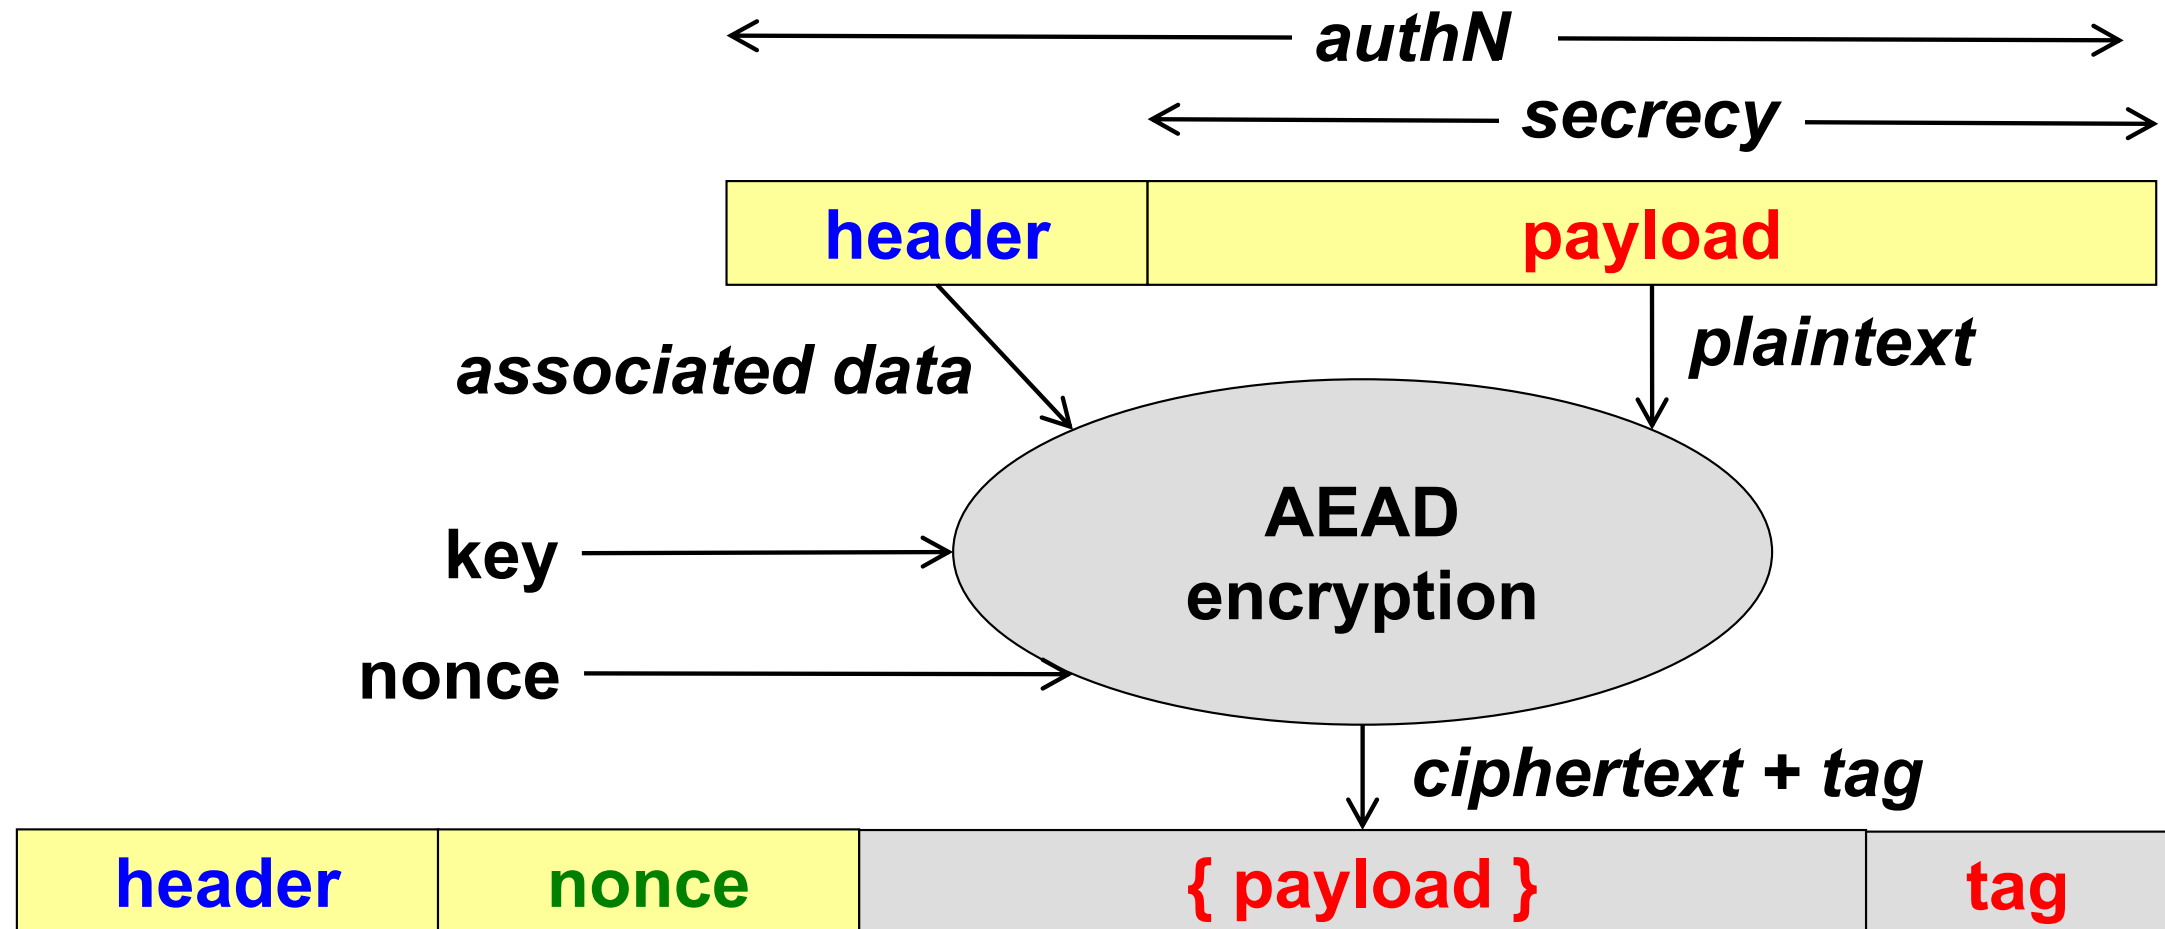 authN
secrecy
header payload
associated data
plaintext
AEAD
encryption
key
nonce
ciphertext + tag
header nonce { payload } tag